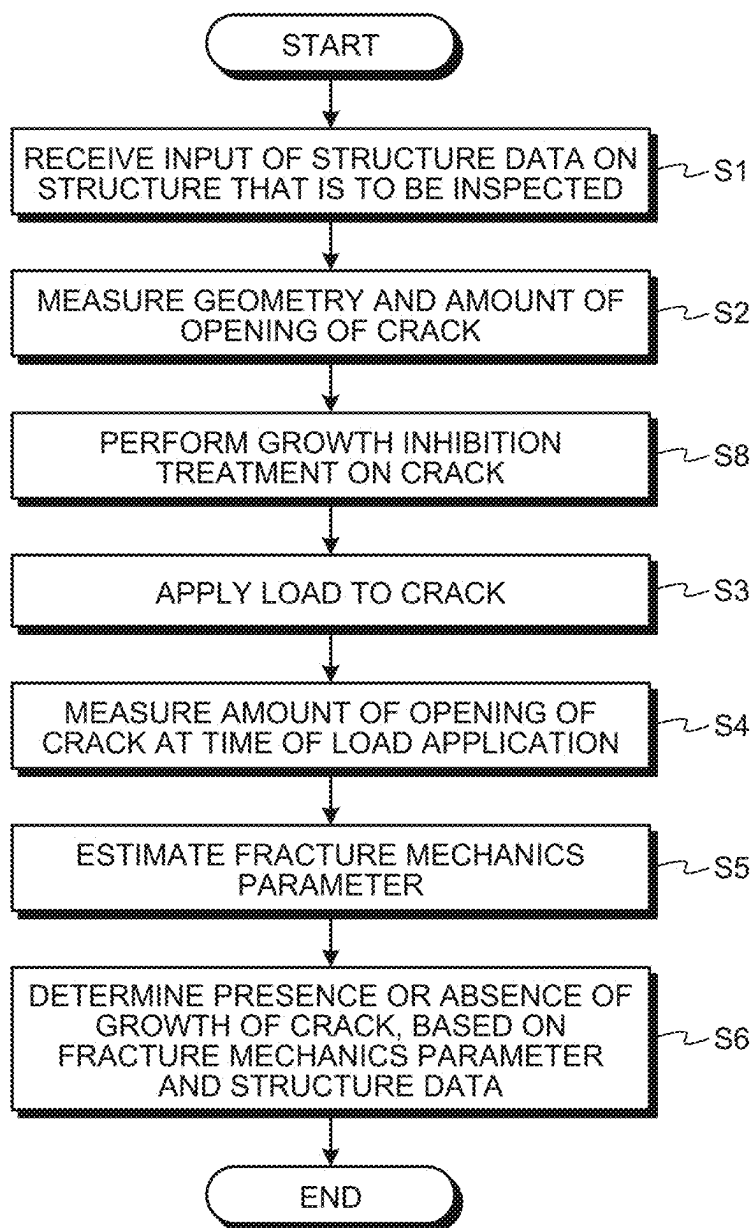 START
RECEIVE INPUT OF STRUCTURE DATA ON
STRUCTURE THAT IS TO BE INSPECTED
S1
MEASURE GEOMETRY AND AMOUNT OF
OPENING OF CRACK
S2
PERFORM GROWTH INHIBITION
TREATMENT ON CRACK
S8
APPLY LOAD TO CRACK
S3
MEASURE AMOUNT OF OPENING OF
CRACK AT TIME OF LOAD APPLICATION
S4
ESTIMATE FRACTURE MECHANICS
PARAMETER
S5
DETERMINE PRESENCE OR ABSENCE OF
GROWTH OF CRACK, BASED ON
FRACTURE MECHANICS PARAMETER
AND STRUCTURE DATA
S6
END